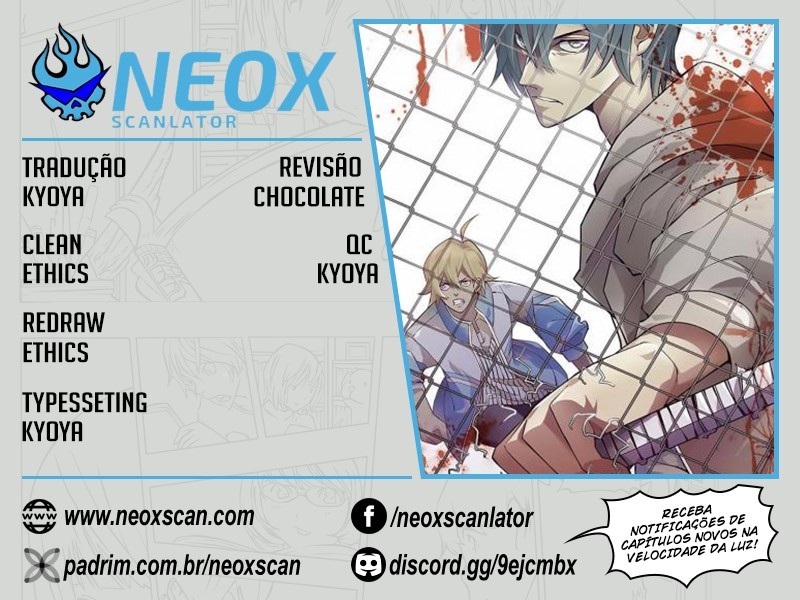 NEOX
SCANLATOR
TRADUÇÃO
KYOYA
REVISÃO
CHOCOLATE
CLEAN
ETHICS
QC
KYOYA
REDRAW
ETHICS
TYPESSETING
KYOYA
www.neoxscan.com
/neoxscanlator
padrim.com.br/neoxscan
discord.gg/9ejcmbx
RECEBA
NOTIFICAÇÕES DE
CAPÍTULOS NOVOS NA
VELOCIDADE DA LUZ!